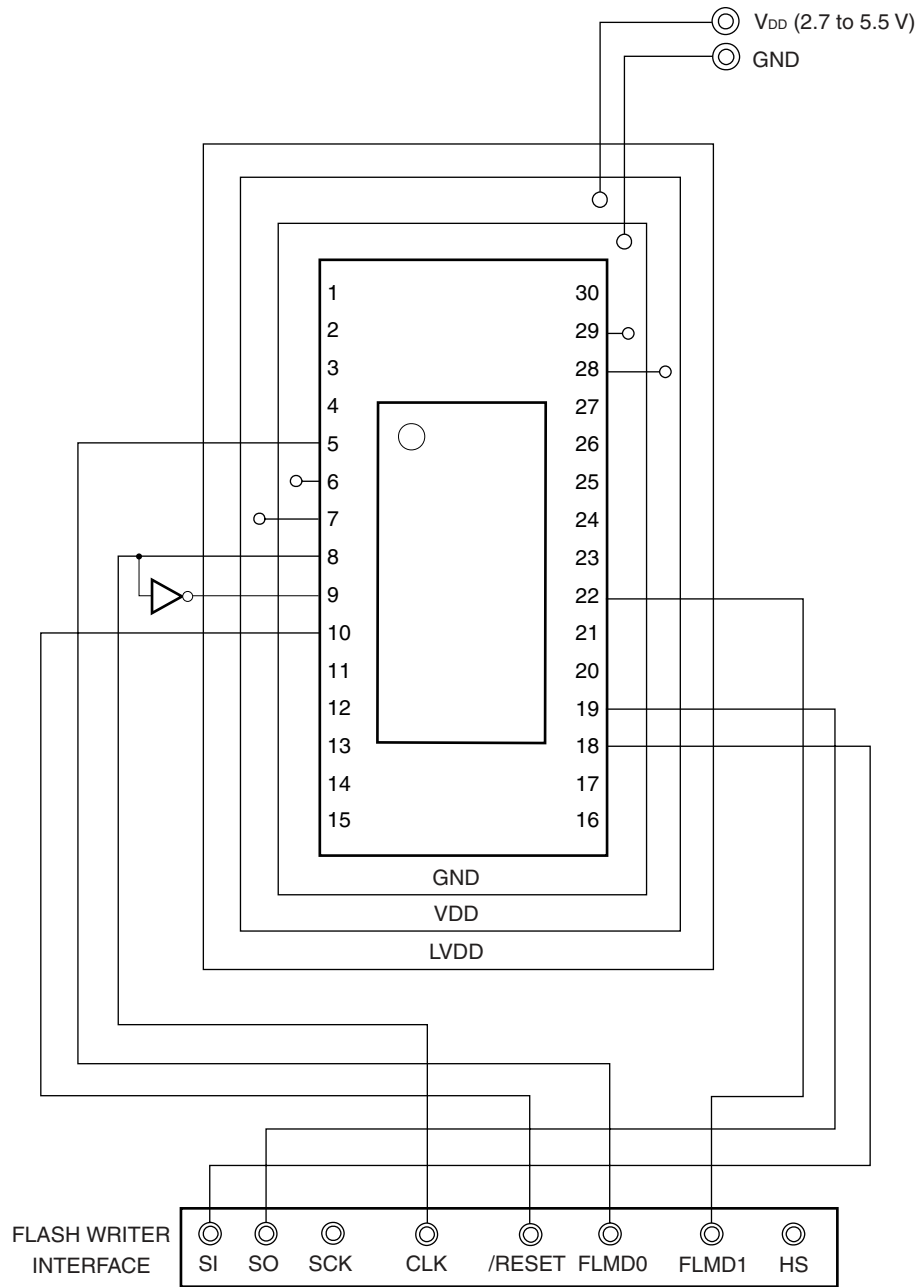 VDD (2.7 to 5.5 V)
GND
1 30
2 29
3 28
4 27
5 26
6 25
7 24
8 23
9 22
10 21
11 20
12 19
13 18
14 17
15 16
GND
VDD
LVDD
FLASH WRITER
INTERFACE
SI SO SCK CLK /RESET FLMD0 FLMD1 HS